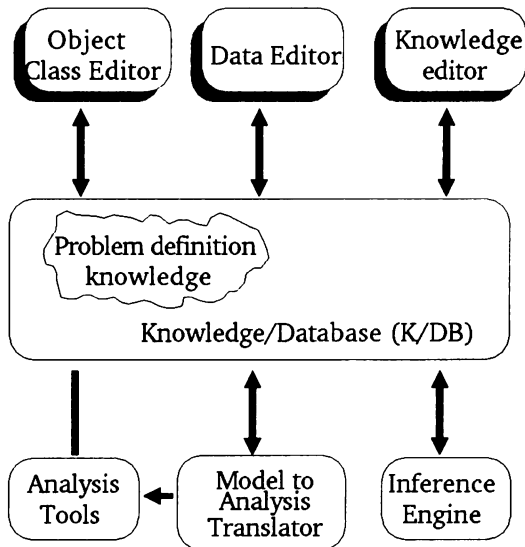 Object
Class Editor
Data Editor
Knowledge
editor
Problem definition
knowledge
Knowledge/Database (K/DB)
Analysis
Tools
Model to
Analysis
Translator
Inference
Engine